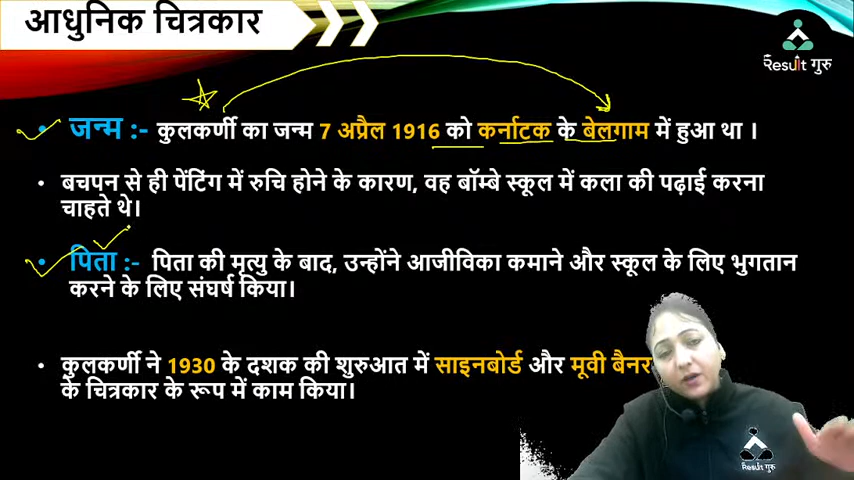 आधुनिक चित्रकार
Result गुरु
• जन्म :- कुलकर्णी का जन्म 7 अप्रैल 1916 को कर्नाटक के बेलगाम में हुआ था ।
• बचपन से ही पेंटिंग में रुचि होने के कारण, वह बॉम्बे स्कूल में कला की पढ़ाई करना
चाहते थे।
• पिता :- पिता की मृत्यु के बाद, उन्होंने आजीविका कमाने और स्कूल के लिए भुगतान
करने के लिए संघर्ष किया।
• कुलकर्णी ने 1930 के दशक की शुरुआत में साइनबोर्ड और मूवी बैनर
के चित्रकार के रूप में काम किया।
Result गुरु